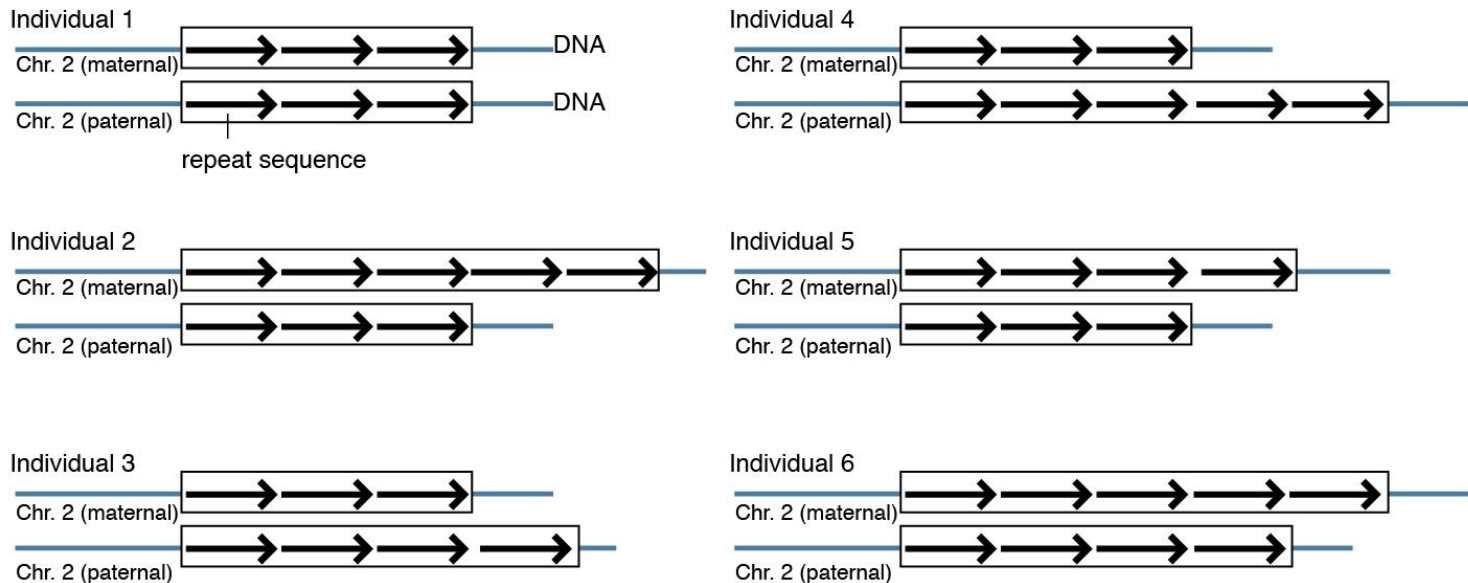 Individual 1
DNA
Chr. 2 (maternal)
DNA
Chr. 2 (paternal)
repeat sequence
Individual 2
Chr. 2 (maternal)
Chr. 2 (paternal)
Individual 3
Chr. 2 (maternal)
Chr. 2 (paternal)
Individual 4
Chr. 2 (maternal)
Chr. 2 (paternal)
Individual 5
Chr. 2 (maternal)
Chr. 2 (paternal)
Individual 6
Chr. 2 (maternal)
Chr. 2 (paternal)